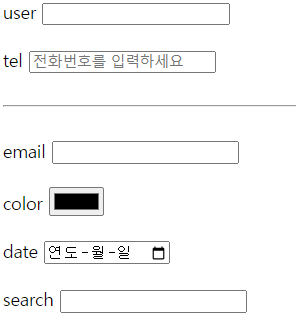 user
tel 전화번호를 입력하세요
email
color
date 연도-월-일
search